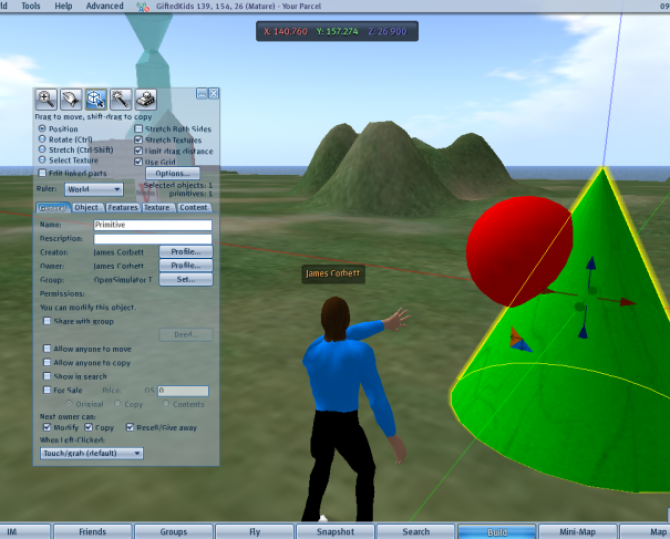 ld Tools Help Advanced GiftedKids 139, 154, 26 (Mature) - Your Parcel 09
X: 140.760 Y: 157.274 Z: 26.900
Drag to move, shift-drag to copy
Position
Rotate (Ctrl)
Stretch (Ctrl-Shift)
Select Texture
Edit linked parts
Stretch Both Sides
Stretch Textures
Limit drag distance
Use Grid
Options...
Ruler: World
Selected objects: 1
primitives: 1
General Object Features Texture Content
Name: Primitive
Description:
Creator: James Corbett Profile...
Owner: James Corbett Profile...
Group: OpenSimulator T Set...
Permissions:
You can modify this object.
Share with group
Deed...
Allow anyone to move
Allow anyone to copy
Show in search
For Sale Price: OS 0
Original Copy Contents
Next owner can:
Modify Copy Resell/Give away
When Left-Clicked:
Touch/grab (default)
James Corbett
IM Friends Groups Fly Snapshot Search Build Mini-Map Map